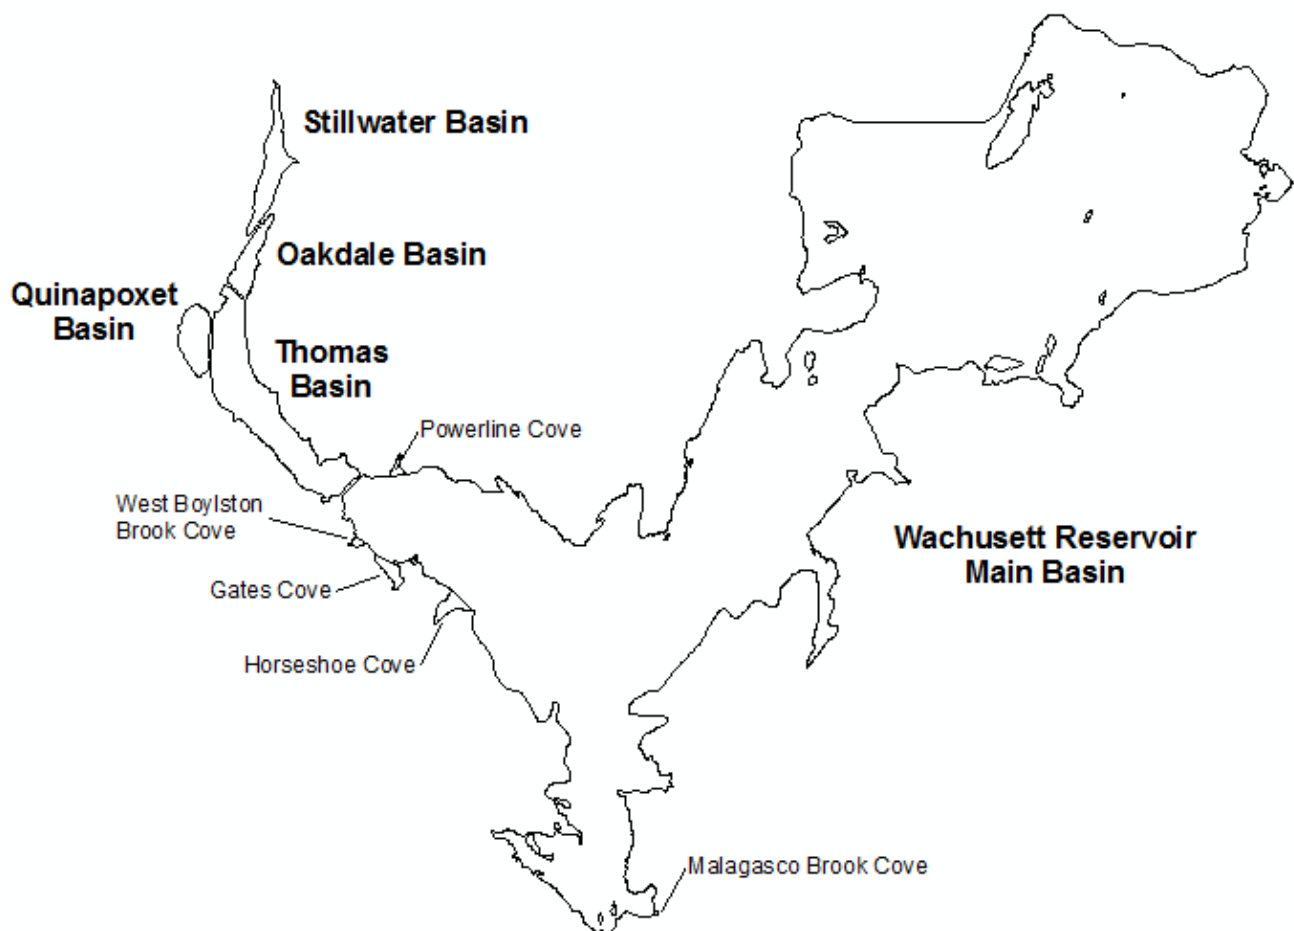 Stillwater Basin
Oakdale Basin
Quinapoxet
Basin
Thomas
Basin
Powerline Cove
West Boylston
Brook Cove
Wachusett Reservoir
Main Basin
Gates Cove
Horseshoe Cove
Malagasco Brook Cove